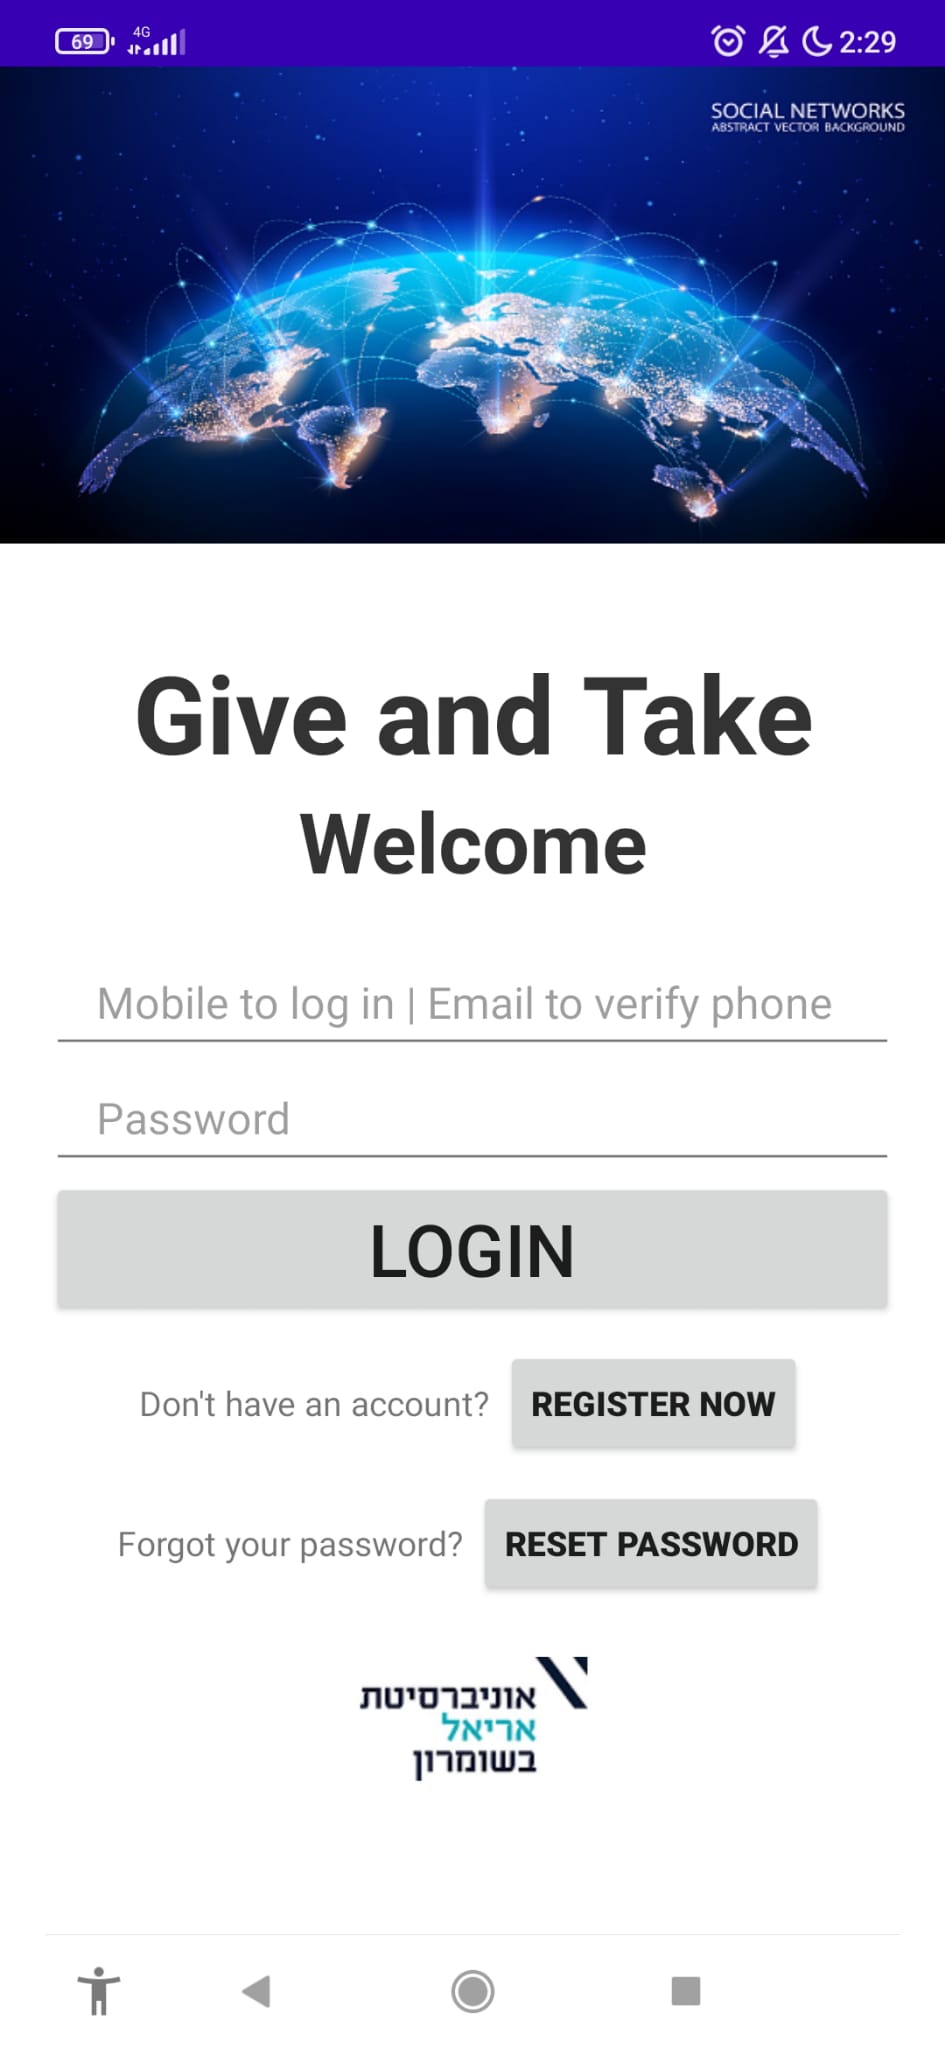 69 4G 2:29
SOCIAL NETWORKS
ABSTRACT VECTOR BACKGROUND
Give and Take
Welcome
Mobile to log in | Email to verify phone
Password
LOGIN
Don't have an account? REGISTER NOW
Forgot your password? RESET PASSWORD
אוניברסיטת
אריאל
בשומרון